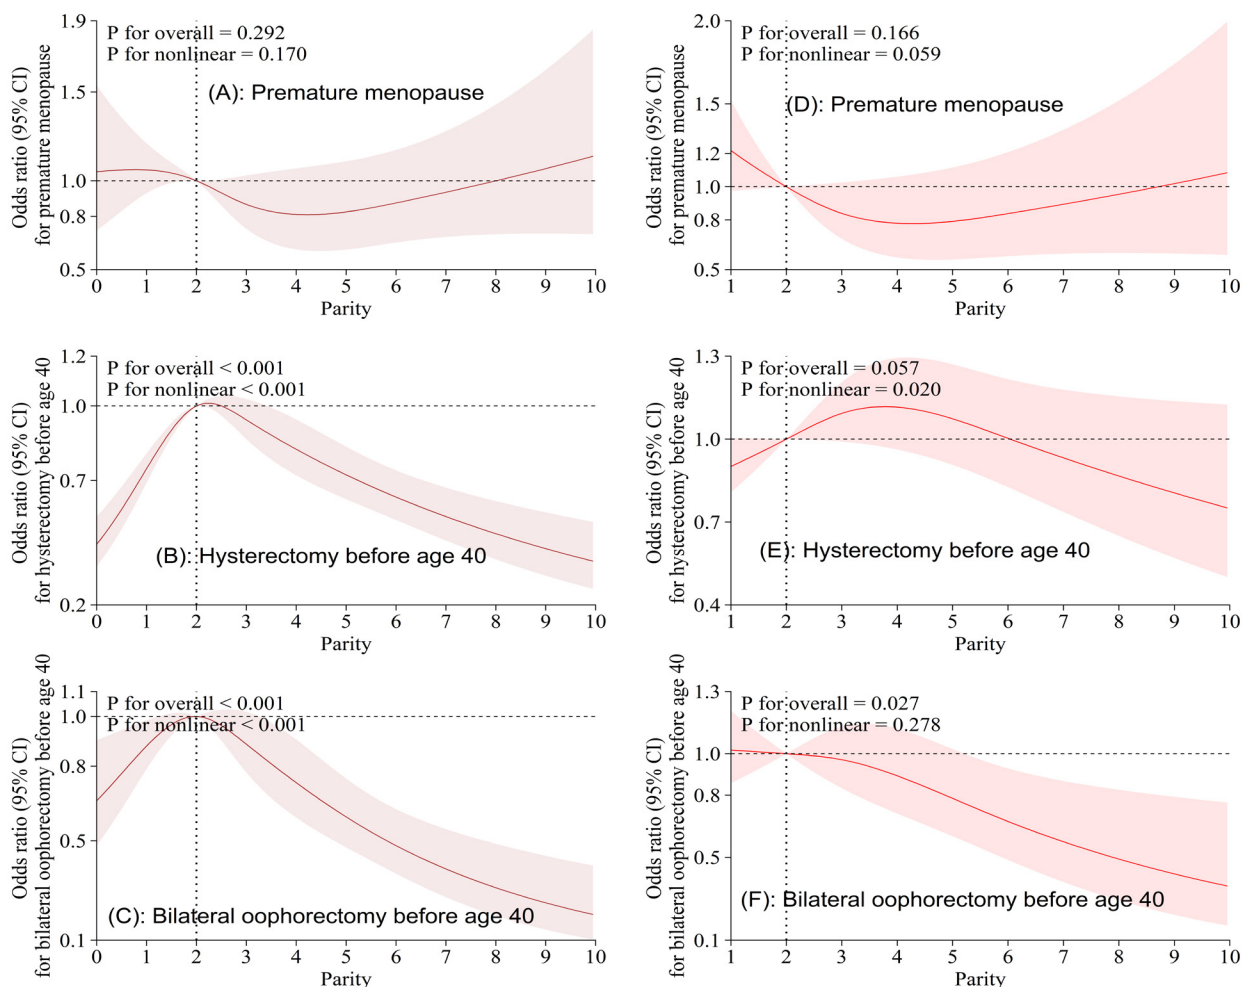 Odds ratio (95% CI)
for premature menopause
1.9
1.5
1.0
0.8
0.5
P for overall = 0.292
P for nonlinear = 0.170
(A): Premature menopause
0 1 2 3 4 5 6 7 8 9 10
Parity
Odds ratio (95% CI)
for premature menopause
2.0
1.5
1.2
1.0
0.8
0.5
P for overall = 0.166
P for nonlinear = 0.059
(D): Premature menopause
1 2 3 4 5 6 7 8 9 10
Parity
Odds ratio (95% CI)
for hysterectomy before age 40
1.2
1.0
0.7
0.2
P for overall < 0.001
P for nonlinear < 0.001
(B): Hysterectomy before age 40
0 1 2 3 4 5 6 7 8 9 10
Parity
Odds ratio (95% CI)
for hysterectomy before age 40
1.3
1.0
0.7
0.4
P for overall = 0.057
P for nonlinear = 0.020
(E): Hysterectomy before age 40
1 2 3 4 5 6 7 8 9 10
Parity
Odds ratio (95% CI)
for bilateral oophorectomy before age 40
1.1
1.0
0.8
0.5
0.1
P for overall < 0.001
P for nonlinear < 0.001
(C): Bilateral oophorectomy before age 40
0 1 2 3 4 5 6 7 8 9 10
Parity
Odds ratio (95% CI)
for bilateral oophorectomy before age 40
1.3
1.0
0.8
0.5
0.1
P for overall = 0.027
P for nonlinear = 0.278
(F): Bilateral oophorectomy before age 40
1 2 3 4 5 6 7 8 9 10
Parity